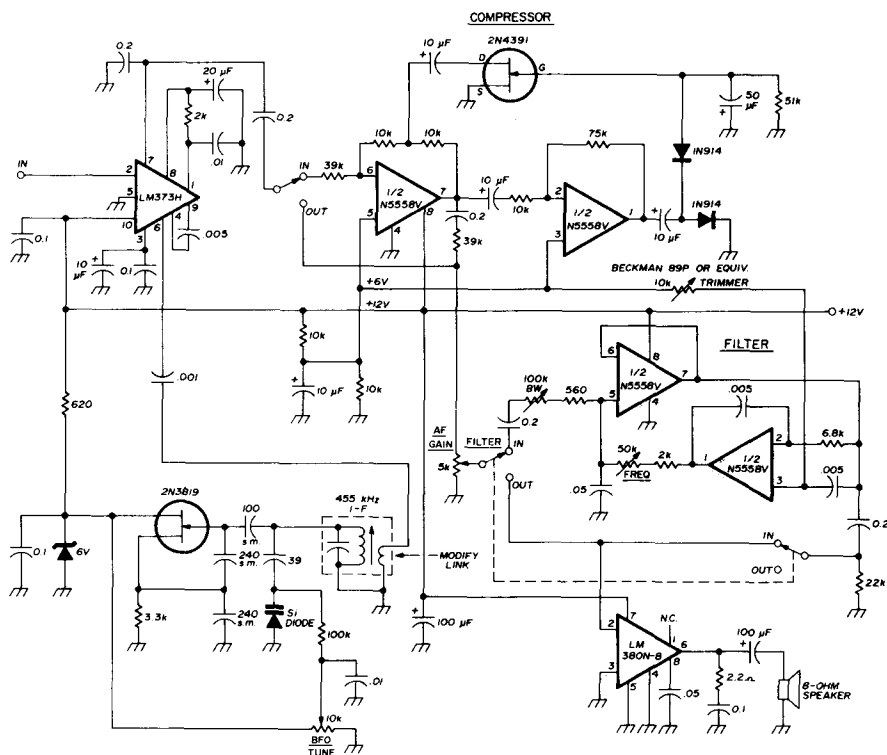 COMPRESSOR
2N4391
10 µF
D
G
S
0.2
20 µF
2k
.01
0.2
50 µF
51k
10k
10k
75k
1N914
1N914
IN
7
8
1
9
2
5
10
3
6
4
LM373H
IN
39k
OUT
6
5
7
8
4
1/2 N5558V
10 µF
10k
0.2
39k
2
3
1
1/2 N5558V
10 µF
0.1
10 µF
0.1
.005
BECKMAN 89P OR EQUIV.
10k
TRIMMER
+6V
+12V
+12V
10k
10 µF
10k
.001
620
FILTER
6
5
7
8
4
1/2 N5558V
100k
BW
560
0.2
.005
6.8k
50k
FREQ
2k
1
2
3
1/2 N5558V
.005
.05
AF GAIN
5k
FILTER
IN
OUT
0.2
IN
OUT
22k
2N3819
100 s.m.
455 kHz
I-F
MODIFY LINK
0.1
6V
240 s.m.
39
240 s.m.
3.3k
Si DIODE
100k
.01
10k
BFO TUNE
100 µF
2
3
7
N.C.
1
6
8
4
5
LM 380N-8
.05
100 µF
2.2Ω
0.1
8-OHM SPEAKER